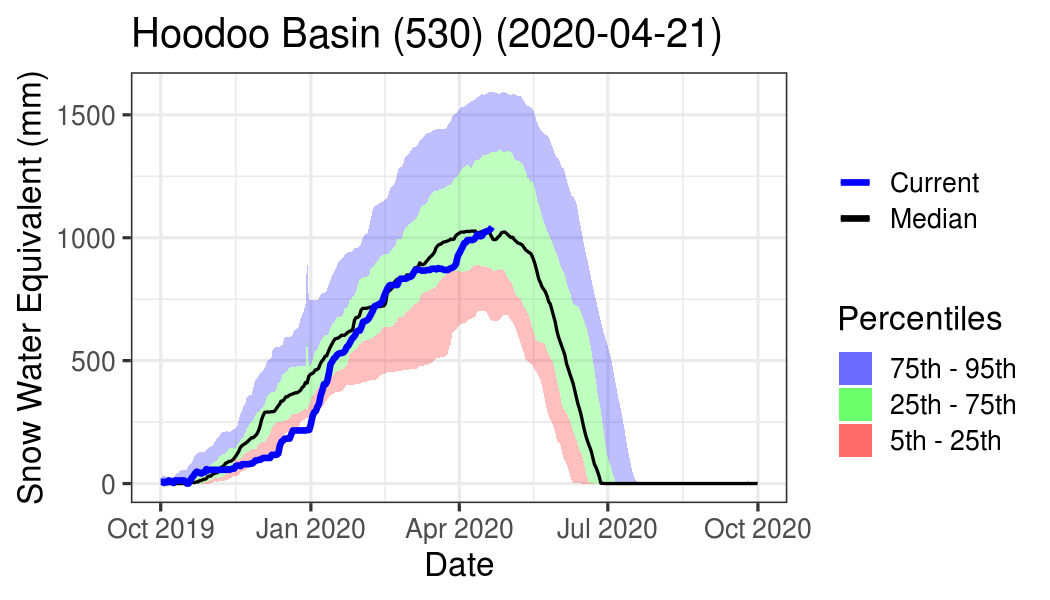 Hoodoo Basin (530) (2020-04-21)
Snow Water Equivalent (mm)
1500
1000
500
0
Oct 2019
Jan 2020
Apr 2020
Jul 2020
Oct 2020
Date
Current
Median
Percentiles
75th - 95th
25th - 75th
5th - 25th